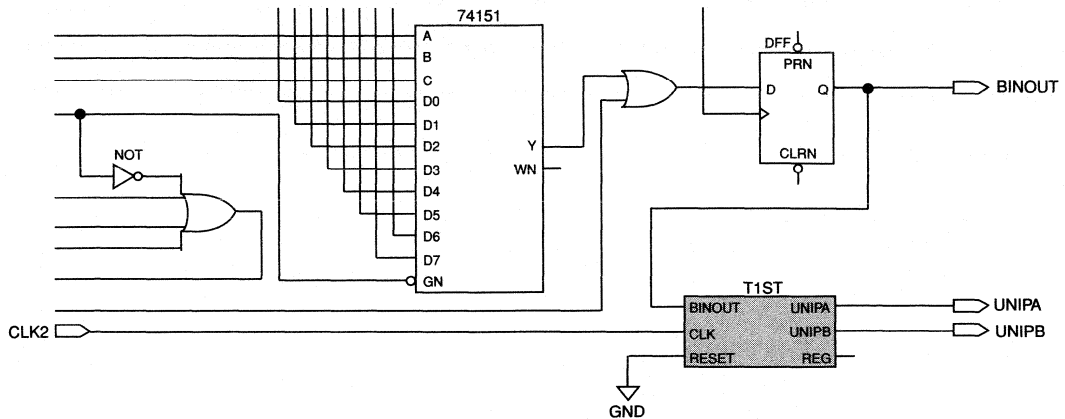 74151
A
B
C
D0
D1
D2
D3
D4
D5
D6
D7
GN
Y
WN
NOT
DFF
PRN
D
Q
CLRN
BINOUT
T1ST
BINOUT
UNIPA
CLK
UNIPB
RESET
REG
UNIPA
UNIPB
CLK2
GND